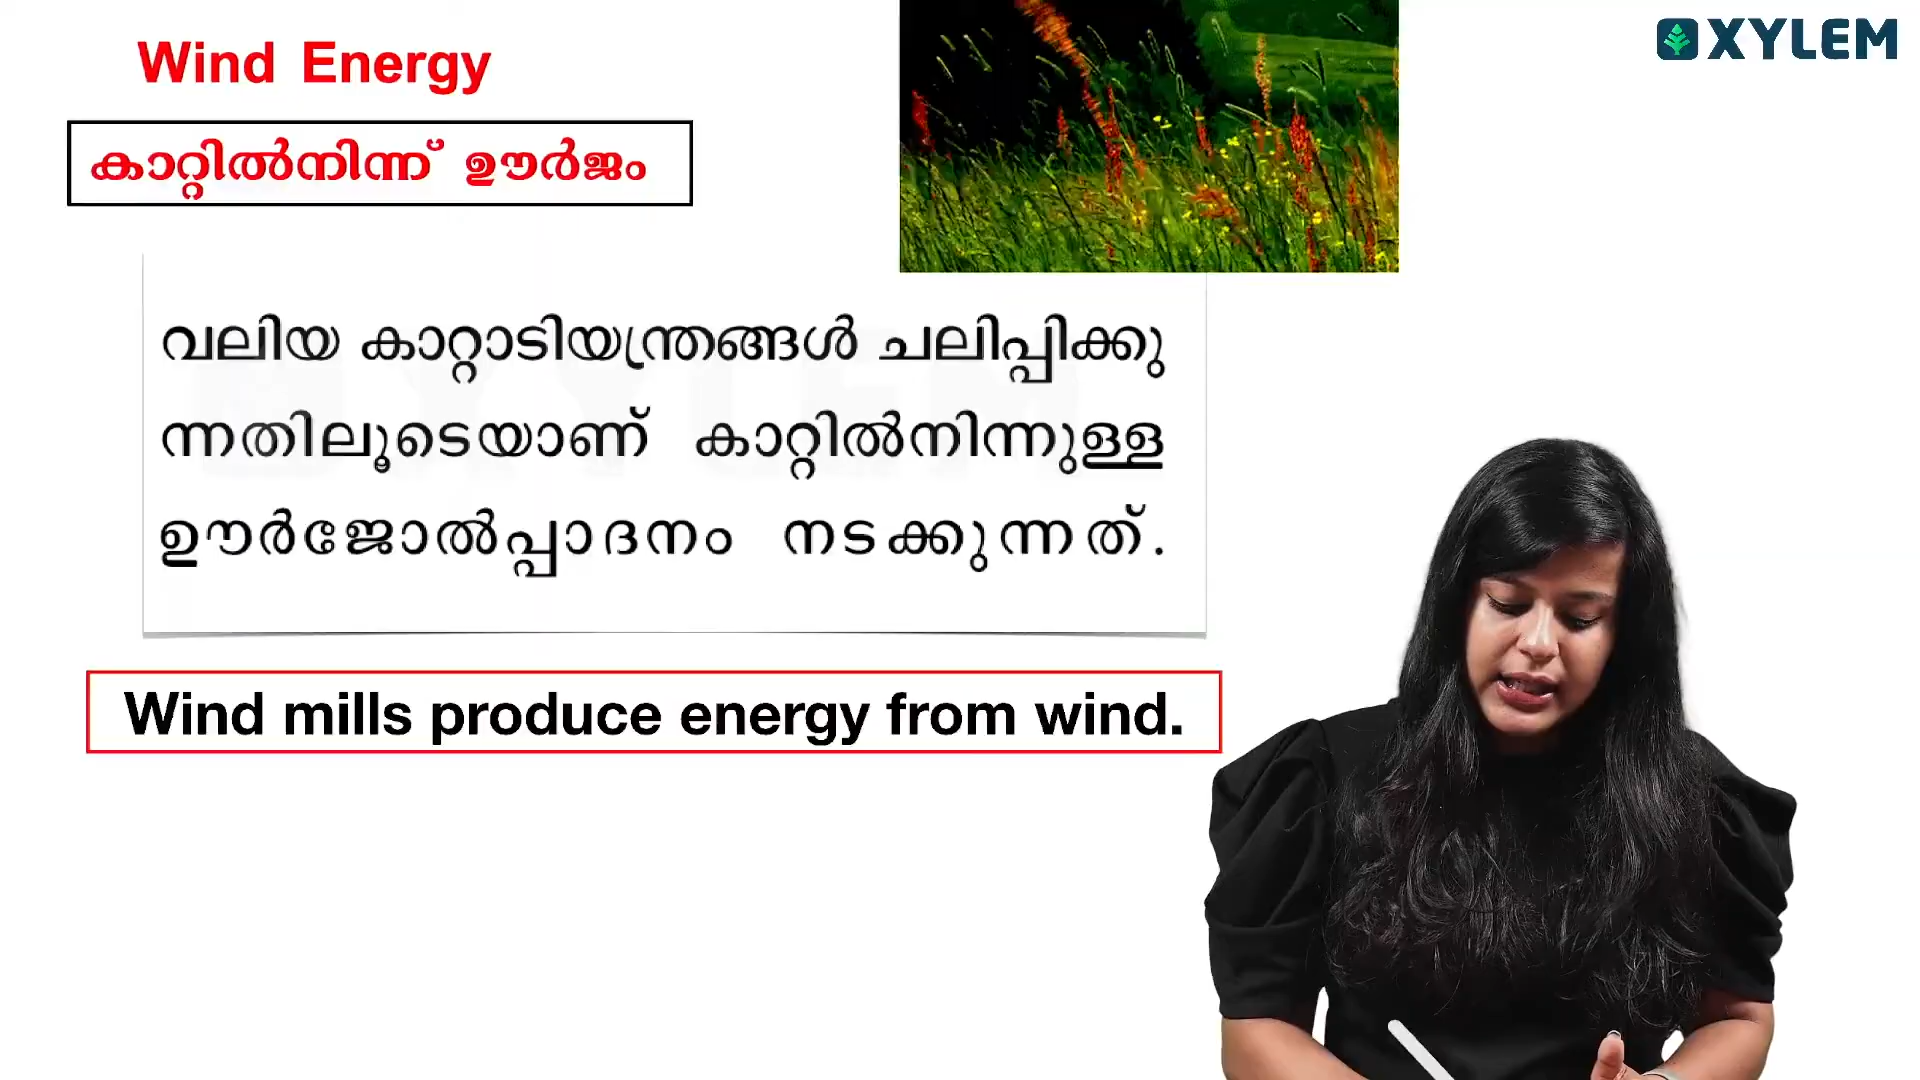 Wind Energy
XYLEM
കാറ്റിൽനിന്ന് ഊർജം
വലിയ കാറ്റാടിയന്ത്രങ്ങൾ ചലിപ്പിക്കു
ന്നതിലൂടെയാണ് കാറ്റിൽനിന്നുള്ള
ഊർജോൽപ്പാദനം നടക്കുന്നത്.
Wind mills produce energy from wind.